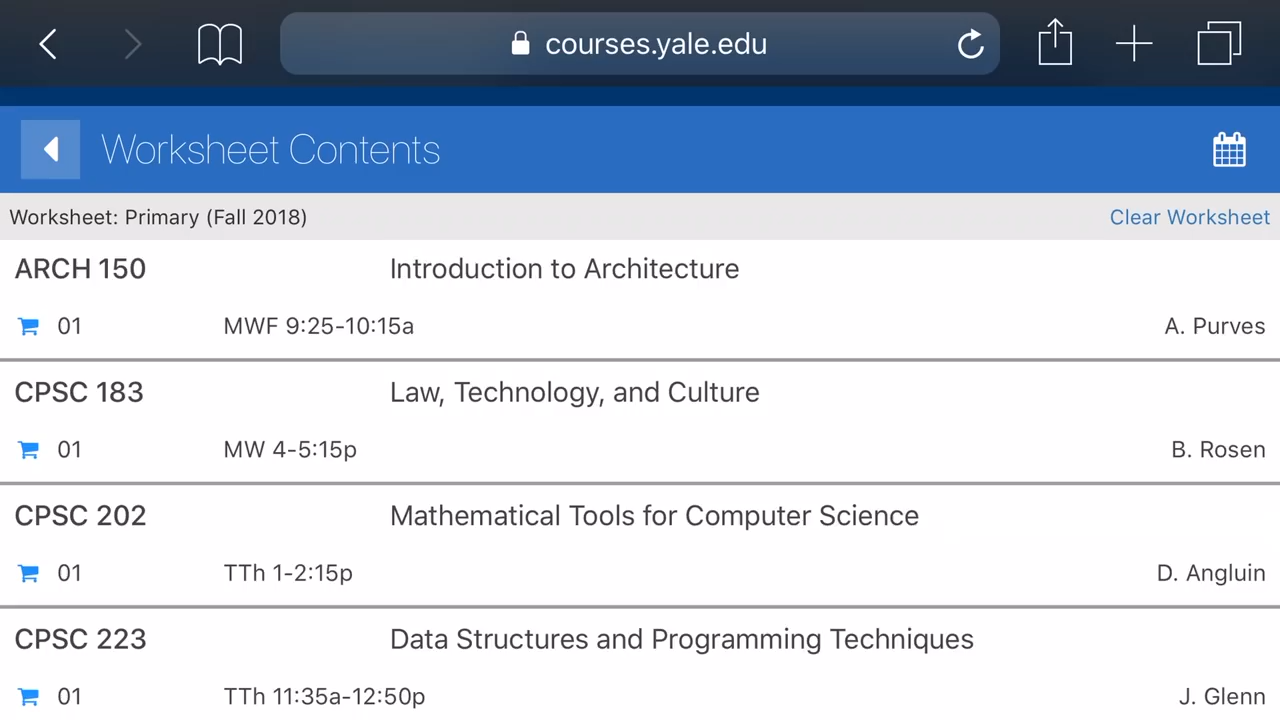 courses.yale.edu
Worksheet Contents
Worksheet: Primary (Fall 2018) Clear Worksheet
ARCH 150 Introduction to Architecture
01 MWF 9:25-10:15a A. Purves
CPSC 183 Law, Technology, and Culture
01 MW 4-5:15p B. Rosen
CPSC 202 Mathematical Tools for Computer Science
01 TTh 1-2:15p D. Angluin
CPSC 223 Data Structures and Programming Techniques
01 TTh 11:35a-12:50p J. Glenn